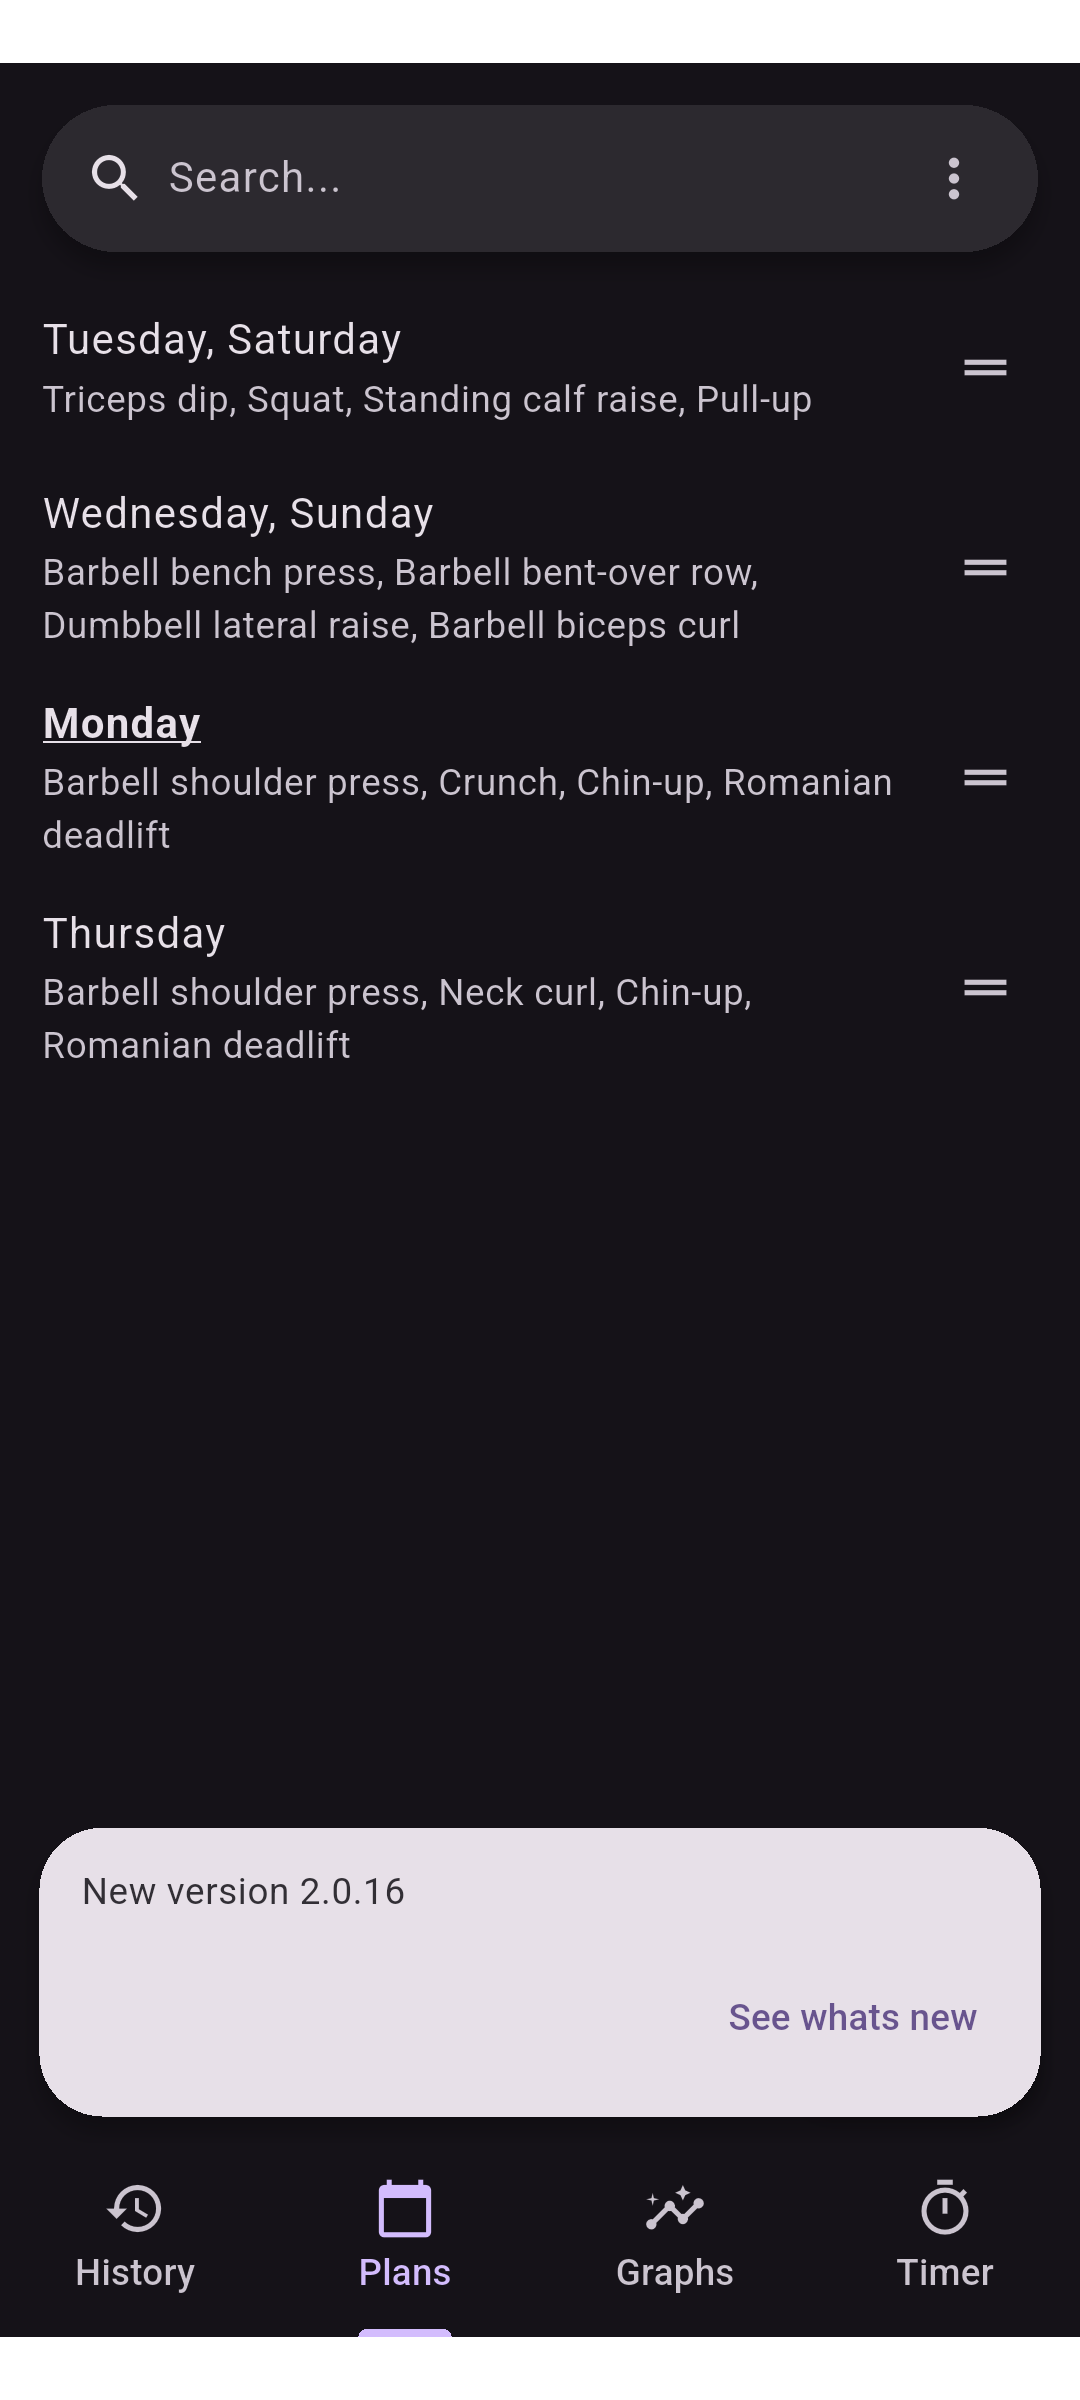 Search...
Tuesday, Saturday
Triceps dip, Squat, Standing calf raise, Pull-up
Wednesday, Sunday
Barbell bench press, Barbell bent-over row,
Dumbbell lateral raise, Barbell biceps curl
Monday
Barbell shoulder press, Crunch, Chin-up, Romanian
deadlift
Thursday
Barbell shoulder press, Neck curl, Chin-up,
Romanian deadlift
New version 2.0.16
See whats new
History
Plans
Graphs
Timer